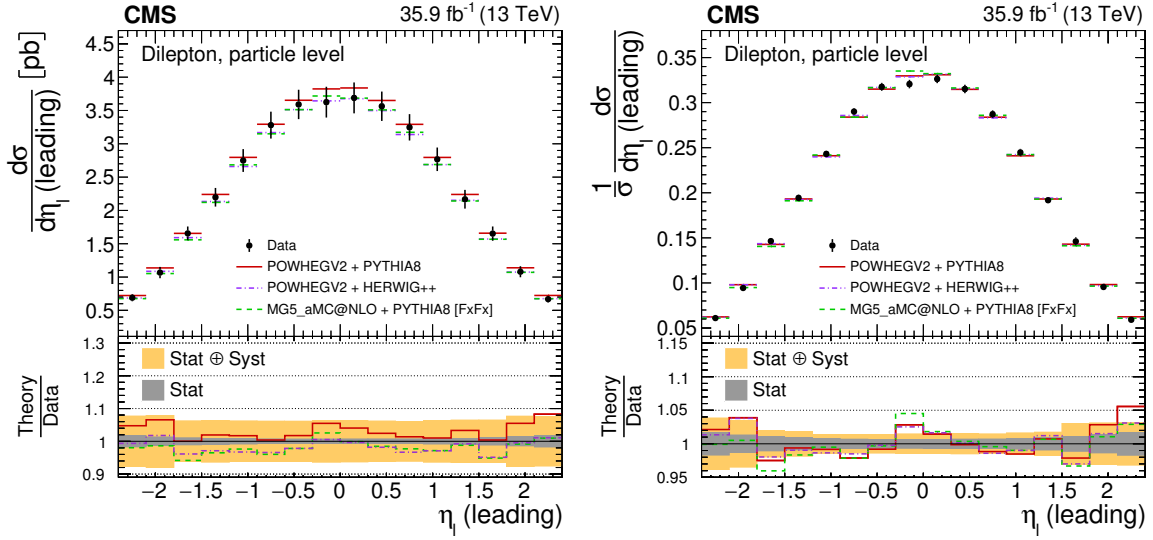 CMS 35.9 fb⁻¹ (13 TeV)
Dilepton, particle level
dσ / dη_l (leading) [pb]
4.5
4
3.5
3
2.5
2
1.5
1
0.5
Data
POWHEGV2 + PYTHIA8
POWHEGV2 + HERWIG++
MG5_aMC@NLO + PYTHIA8 [FxFx]
Theory / Data
1.3
1.2
1.1
1
0.9
Stat ⊕ Syst
Stat
−2 −1.5 −1 −0.5 0 0.5 1 1.5 2
η_l (leading)
CMS 35.9 fb⁻¹ (13 TeV)
Dilepton, particle level
1/σ dσ / dη_l (leading)
0.35
0.3
0.25
0.2
0.15
0.1
0.05
Data
POWHEGV2 + PYTHIA8
POWHEGV2 + HERWIG++
MG5_aMC@NLO + PYTHIA8 [FxFx]
Theory / Data
1.15
1.1
1.05
1
0.95
Stat ⊕ Syst
Stat
−2 −1.5 −1 −0.5 0 0.5 1 1.5 2
η_l (leading)